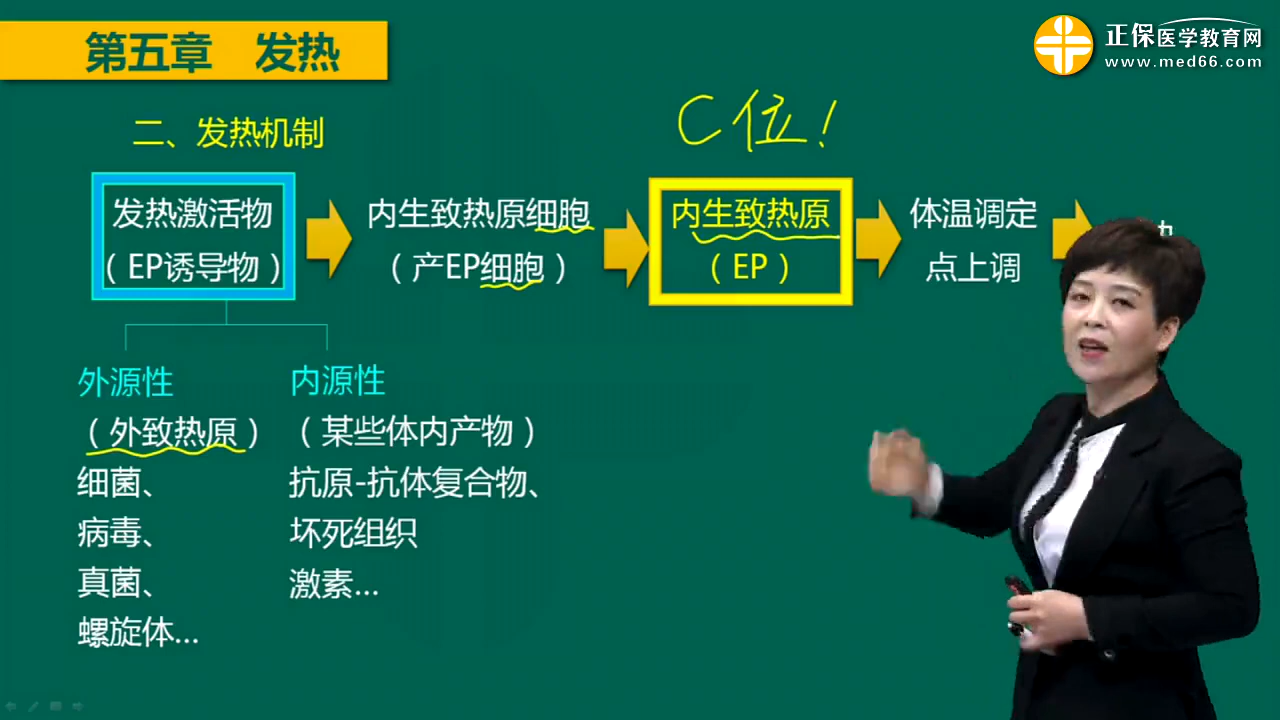 第五章 发热
正保医学教育网
www.med66.com
二、发热机制
C位！
发热激活物
（EP诱导物）
内生致热原细胞
（产EP细胞）
内生致热原
（EP）
体温调定
点上调
外源性
（外致热原）
细菌、
病毒、
真菌、
螺旋体...
内源性
（某些体内产物）
抗原-抗体复合物、
坏死组织
激素...